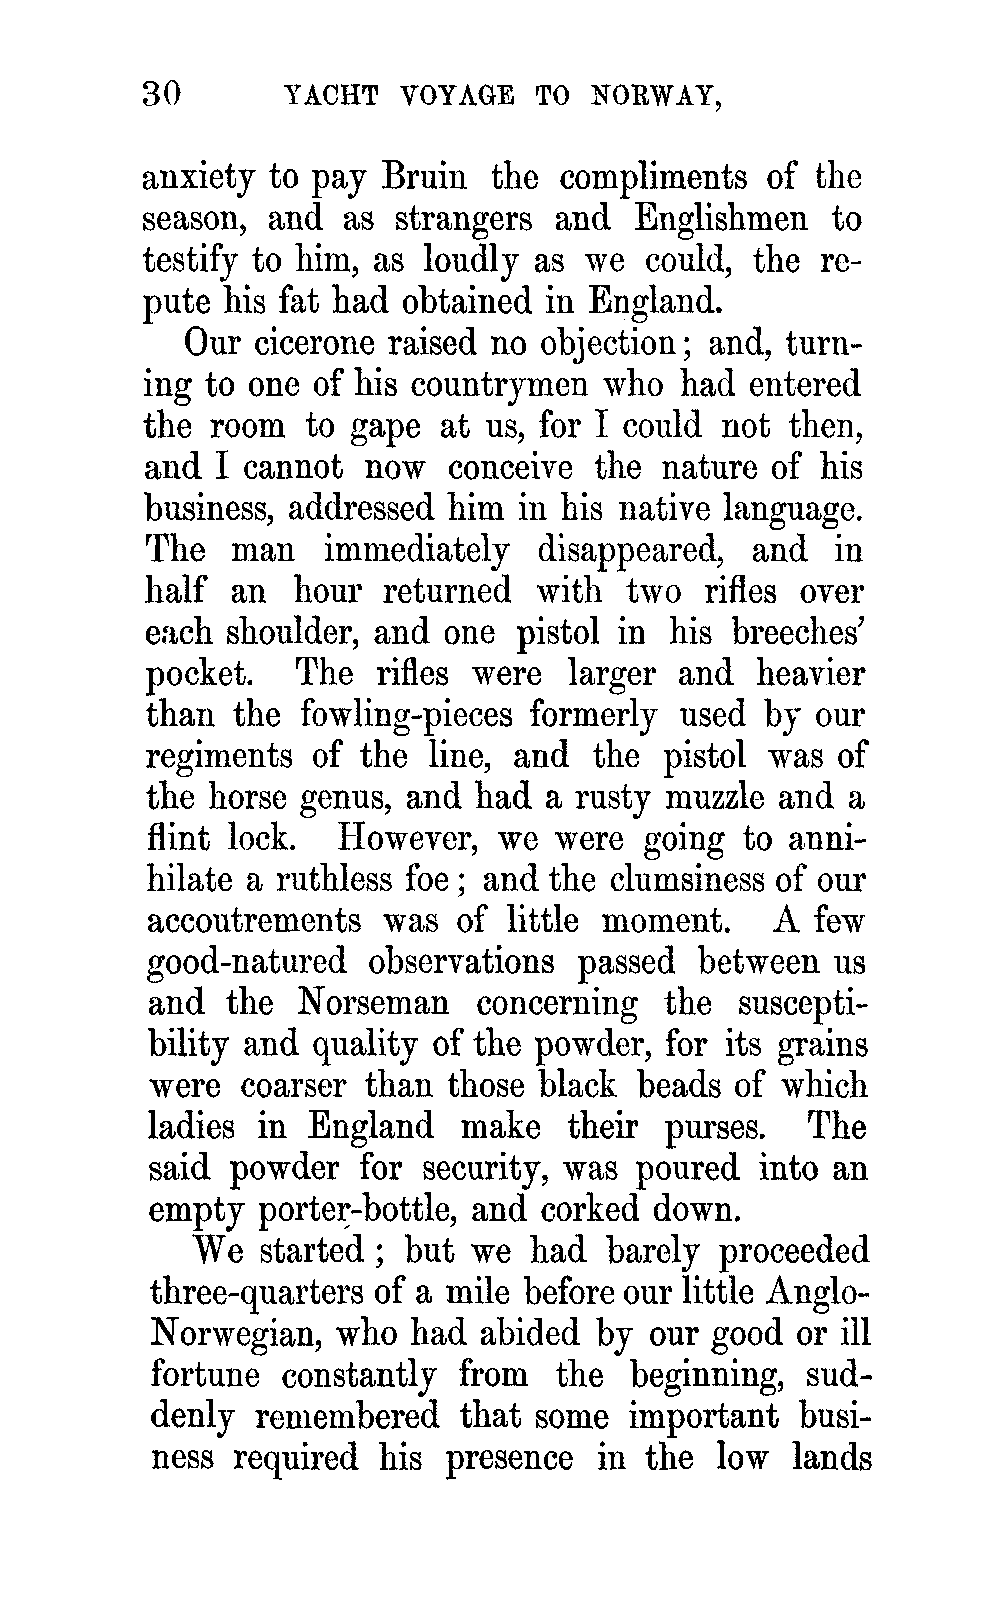 30 YACHT VOYAGE TO NORWAY,
anxiety to pay Bruin the compliments of the
season, and as strangers and Englishmen to
testify to him, as loudly as we could, the re-
pute his fat had obtained in England.
Our cicerone raised no objection; and, turn-
ing to one of his countrymen who had entered
the room to gape at us, for I could not then,
and I cannot now conceive the nature of his
business, addressed him in his native language.
The man immediately disappeared, and in
half an hour returned with two rifles over
each shoulder, and one pistol in his breeches'
pocket. The rifles were larger and heavier
than the fowling-pieces formerly used by our
regiments of the line, and the pistol was of
the horse genus, and had a rusty muzzle and a
flint lock. However, we were going to anni-
hilate a ruthless foe; and the clumsiness of our
accoutrements was of little moment. A few
good-natured observations passed between us
and the Norseman concerning the suscepti-
bility and quality of the powder, for its grains
were coarser than those black beads of which
ladies in England make their purses. The
said powder for security, was poured into an
empty porter-bottle, and corked down.
We started; but we had barely proceeded
three-quarters of a mile before our little Anglo-
Norwegian, who had abided by our good or ill
fortune constantly from the beginning, sud-
denly remembered that some important busi-
ness required his presence in the low lands